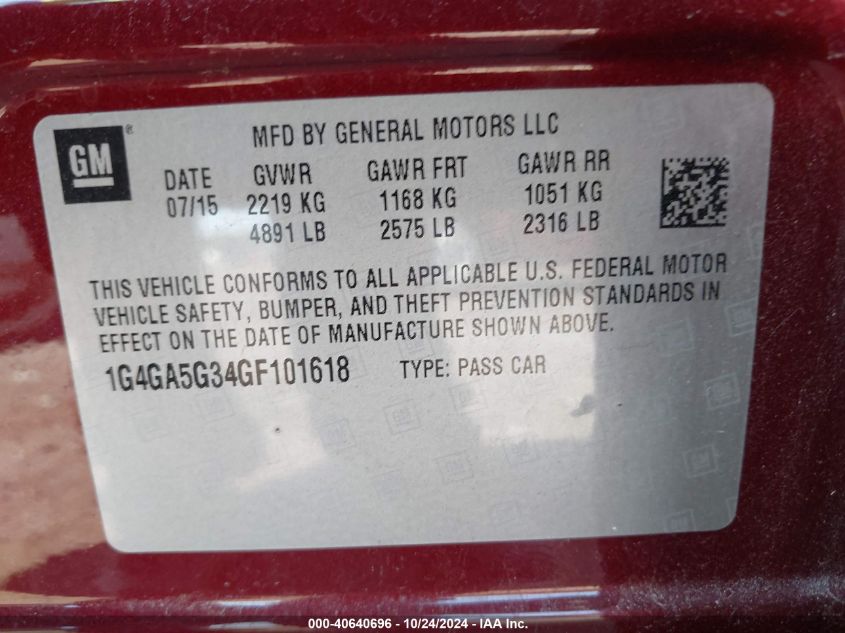 GM ®
MFD BY GENERAL MOTORS LLC
DATE GVWR GAWR FRT GAWR RR
07/15 2219 KG 1168 KG 1051 KG
4891 LB 2575 LB 2316 LB
THIS VEHICLE CONFORMS TO ALL APPLICABLE U.S. FEDERAL MOTOR
VEHICLE SAFETY, BUMPER, AND THEFT PREVENTION STANDARDS IN
EFFECT ON THE DATE OF MANUFACTURE SHOWN ABOVE.
1G4GA5G34GF101618 TYPE: PASS CAR
000-40640696 - 10/24/2024 - IAA Inc.